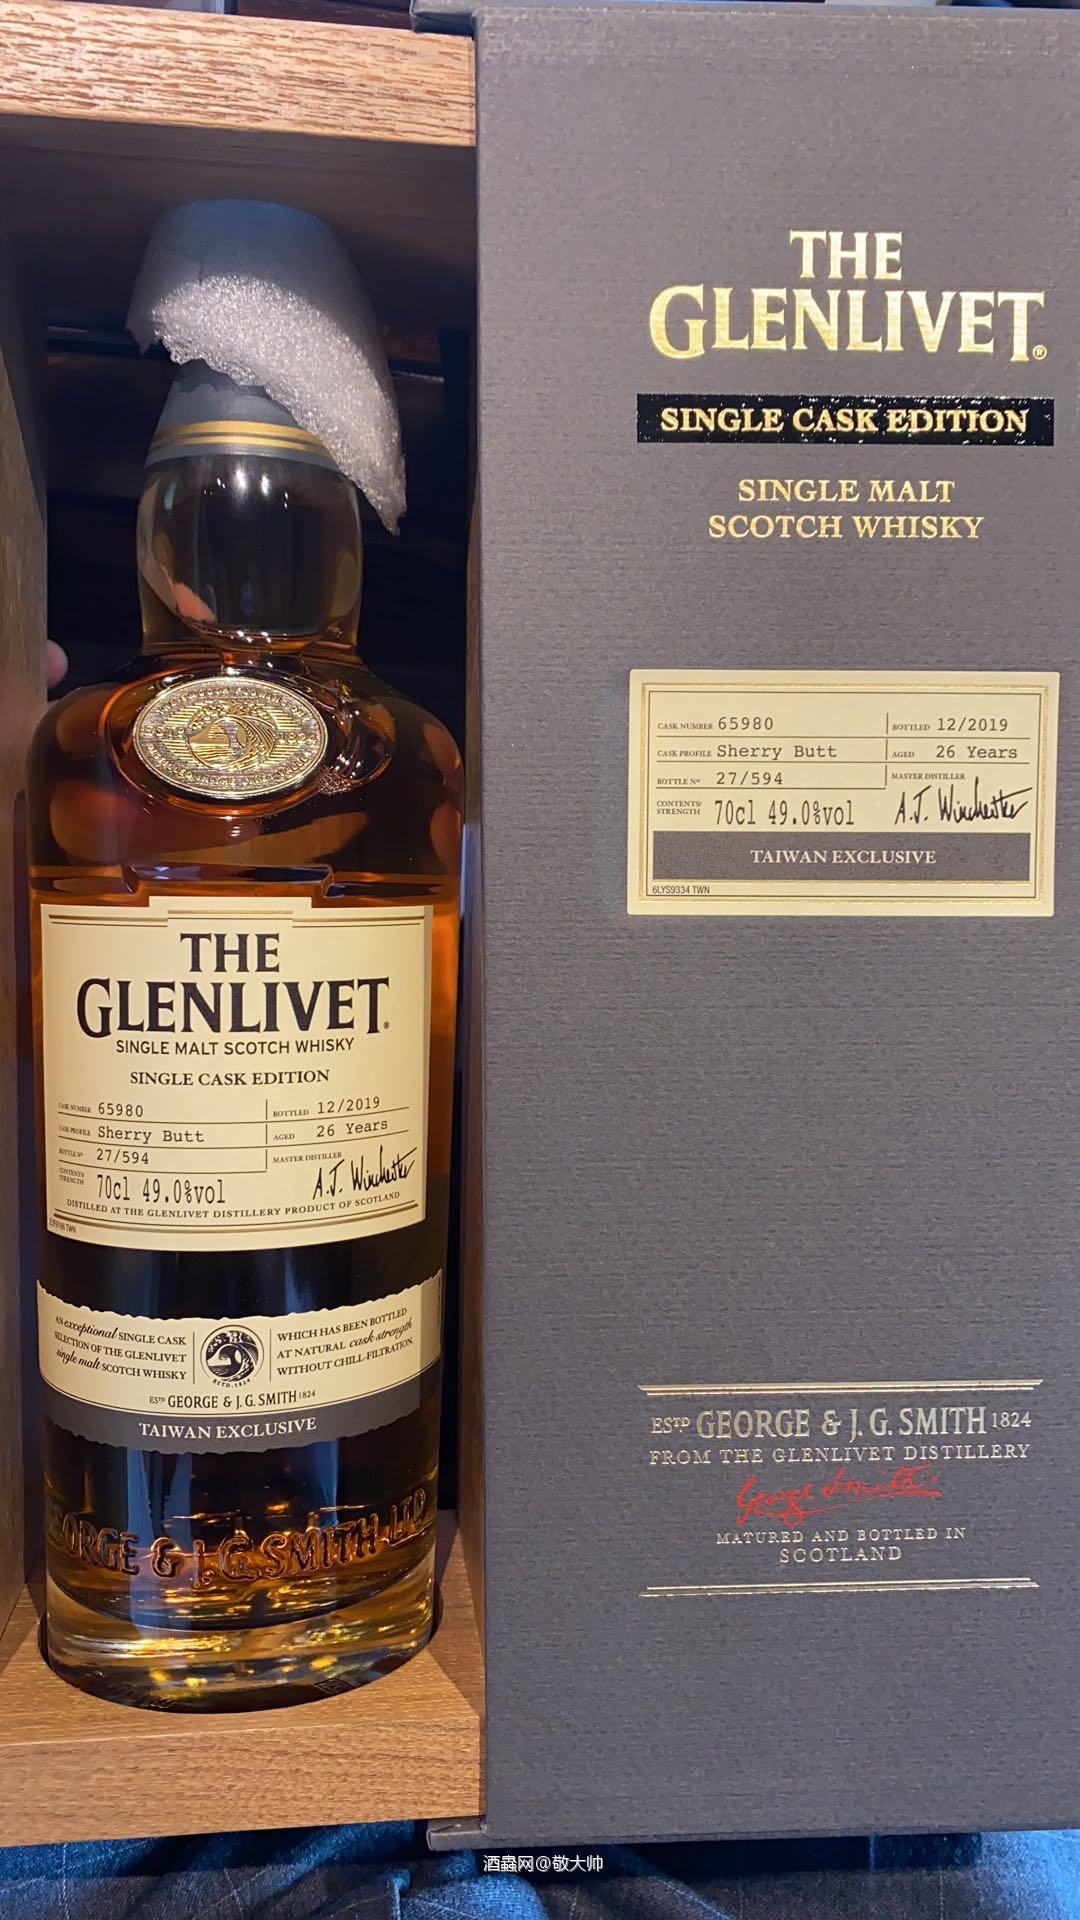 THE
GLENLIVET®
SINGLE CASK EDITION
SINGLE MALT
SCOTCH WHISKY
CASK NUMBER 65980 BOTTLED 12/2019
CASK PROFILE Sherry Butt AGED 26 Years
BOTTLE Nº 27/594 MASTER DISTILLER
CONTENTS/
STRENGTH 70cl 49.0%vol A.J. Winchester
TAIWAN EXCLUSIVE
6LYS9334 TWN
ESTD GEORGE & J. G. SMITH 1824
FROM THE GLENLIVET DISTILLERY
George Smith
MATURED AND BOTTLED IN
SCOTLAND
1824
THE
GLENLIVET®
SINGLE MALT SCOTCH WHISKY
SINGLE CASK EDITION
CASK NUMBER 65980 BOTTLED 12/2019
CASK PROFILE Sherry Butt AGED 26 Years
BOTTLE Nº 27/594 MASTER DISTILLER
CONTENTS/
STRENGTH 70cl 49.0%vol A.J. Winchester
DISTILLED AT THE GLENLIVET DISTILLERY PRODUCT OF SCOTLAND
AN exceptional SINGLE CASK
SELECTION OF THE GLENLIVET
single malt SCOTCH WHISKY
WHICH HAS BEEN BOTTLED
AT NATURAL cask strength
WITHOUT CHILL-FILTRATION.
ESTD GEORGE & J. G. SMITH 1824
TAIWAN EXCLUSIVE
ORGE & J. G. SMITH LTD
酒蟲网@敬大帅